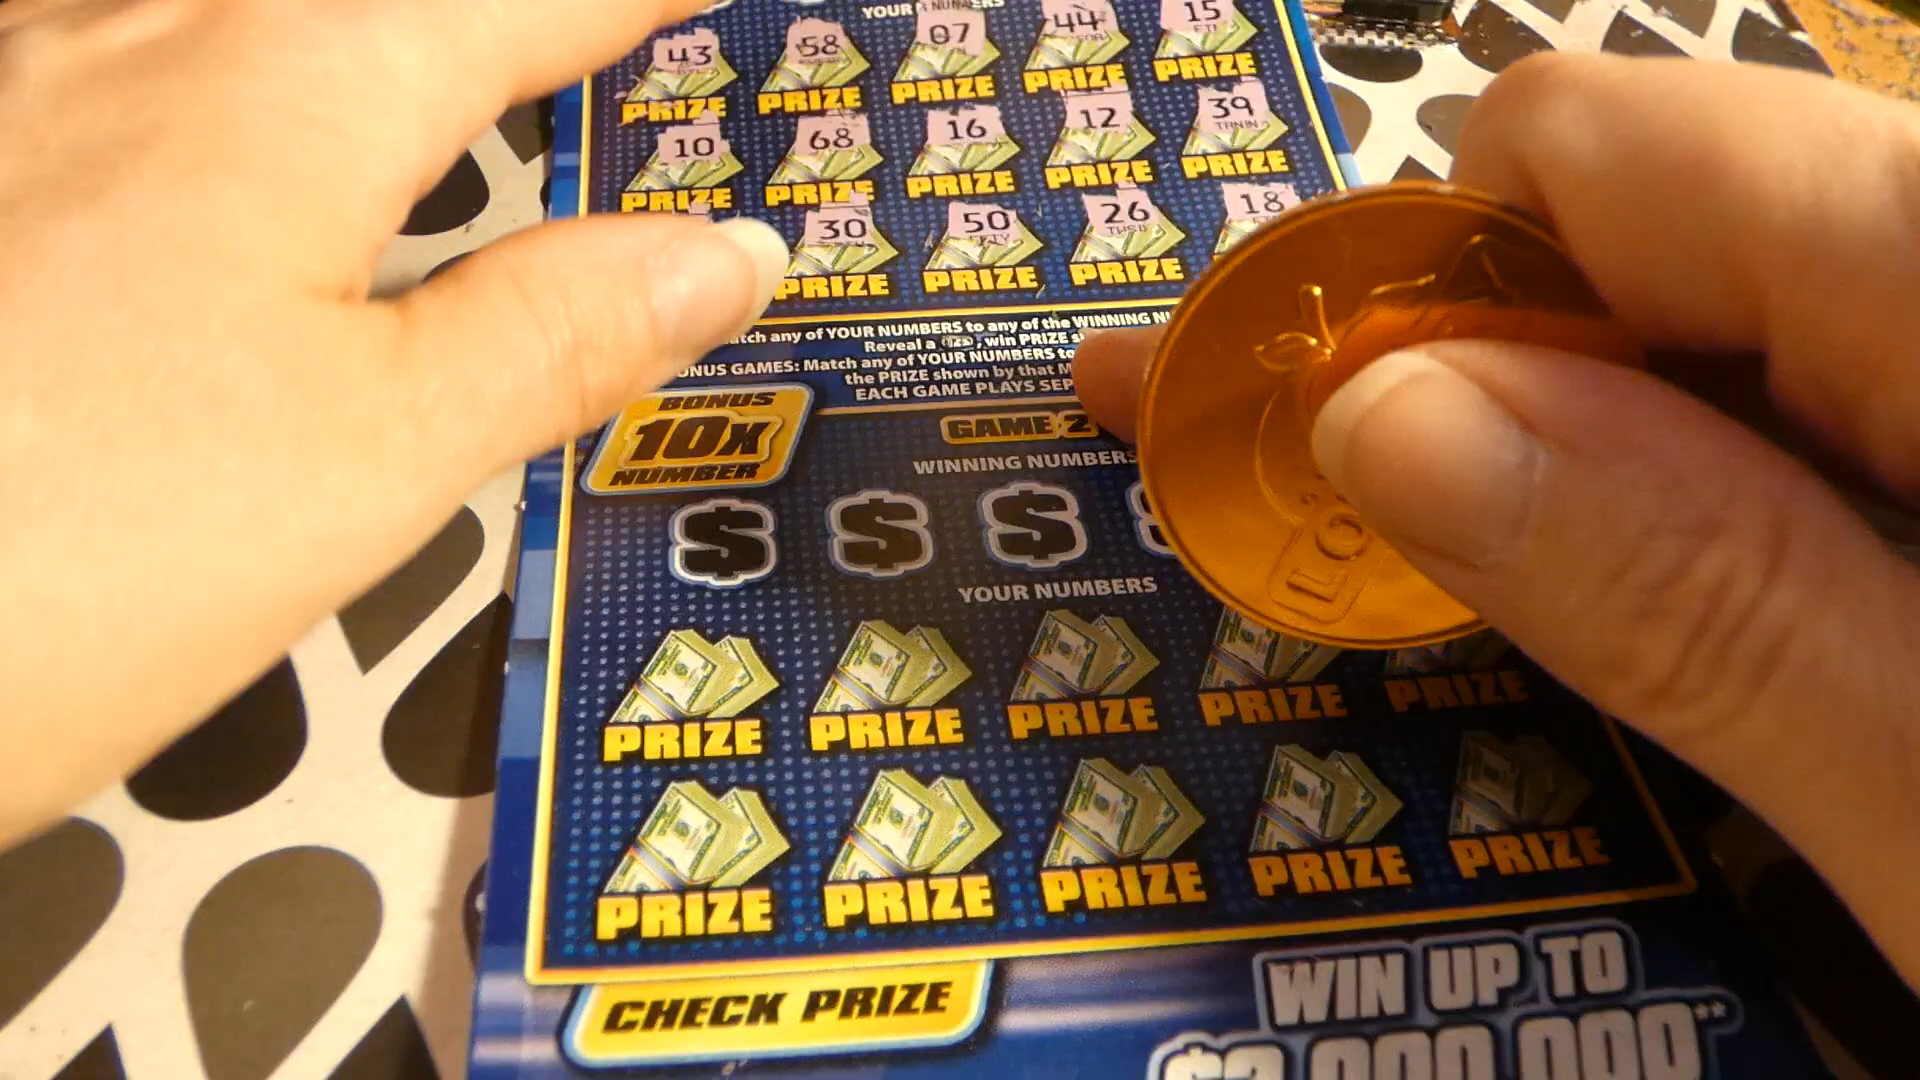 YOUR NUMBERS
43 58 07 44 15
PRIZE PRIZE PRIZE PRIZE PRIZE
10 68 16 12 39
PRIZE PRIZE PRIZE PRIZE PRIZE
30 50 26 18
PRIZE PRIZE PRIZE
any of YOUR NUMBERS to any of the WINNING
Reveal a , win PRIZE
GAMES: Match any of YOUR NUMBERS to
the PRIZE shown by that
EACH GAME PLAYS
BONUS
10X
NUMBER
GAME 2
WINNING NUMBERS
$ $ $
YOUR NUMBERS
PRIZE PRIZE PRIZE PRIZE PRIZE
PRIZE PRIZE PRIZE PRIZE PRIZE
CHECK PRIZE
WIN UP TO